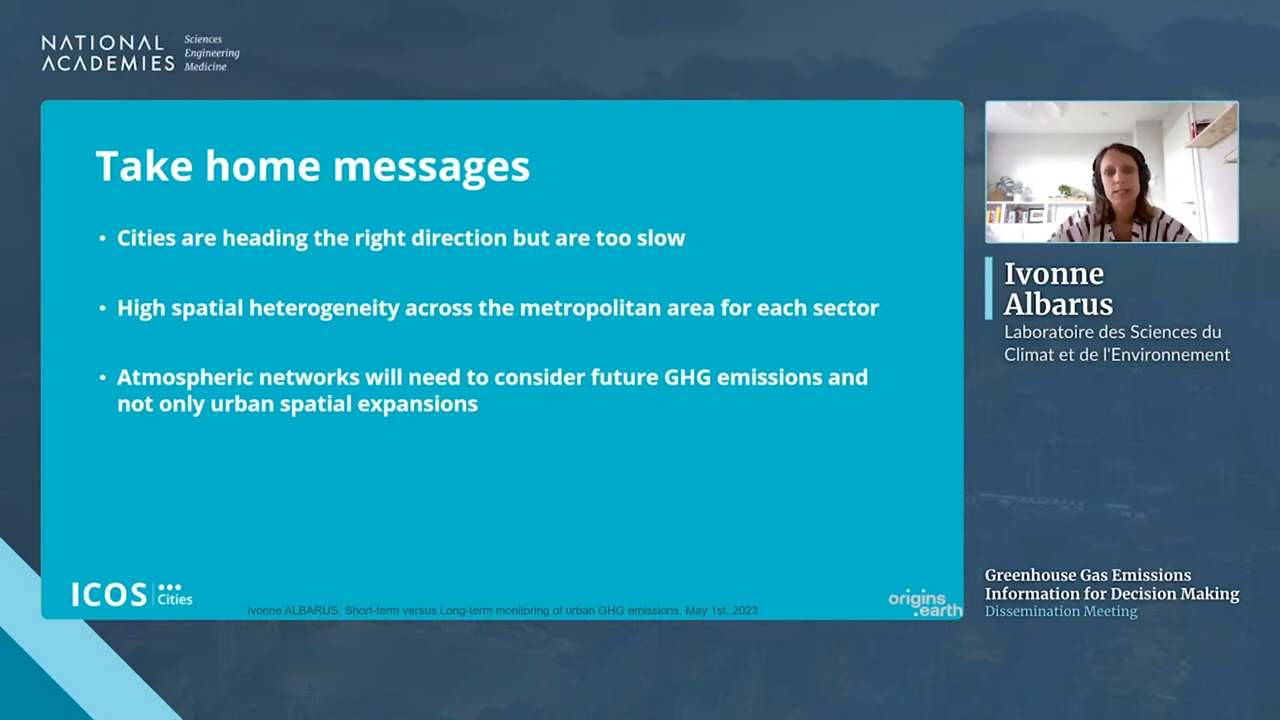 NATIONAL
ACADEMIES
Sciences
Engineering
Medicine
Take home messages
• Cities are heading the right direction but are too slow
• High spatial heterogeneity across the metropolitan area for each sector
• Atmospheric networks will need to consider future GHG emissions and
not only urban spatial expansions
ICOS
Cities
Ivonne ALBARUS, Short-term versus Long-term monitoring of urban GHG emissions, May 1st, 2023
origins
.earth
Ivonne
Albarus
Laboratoire des Sciences du
Climat et de l'Environnement
Greenhouse Gas Emissions
Information for Decision Making
Dissemination Meeting